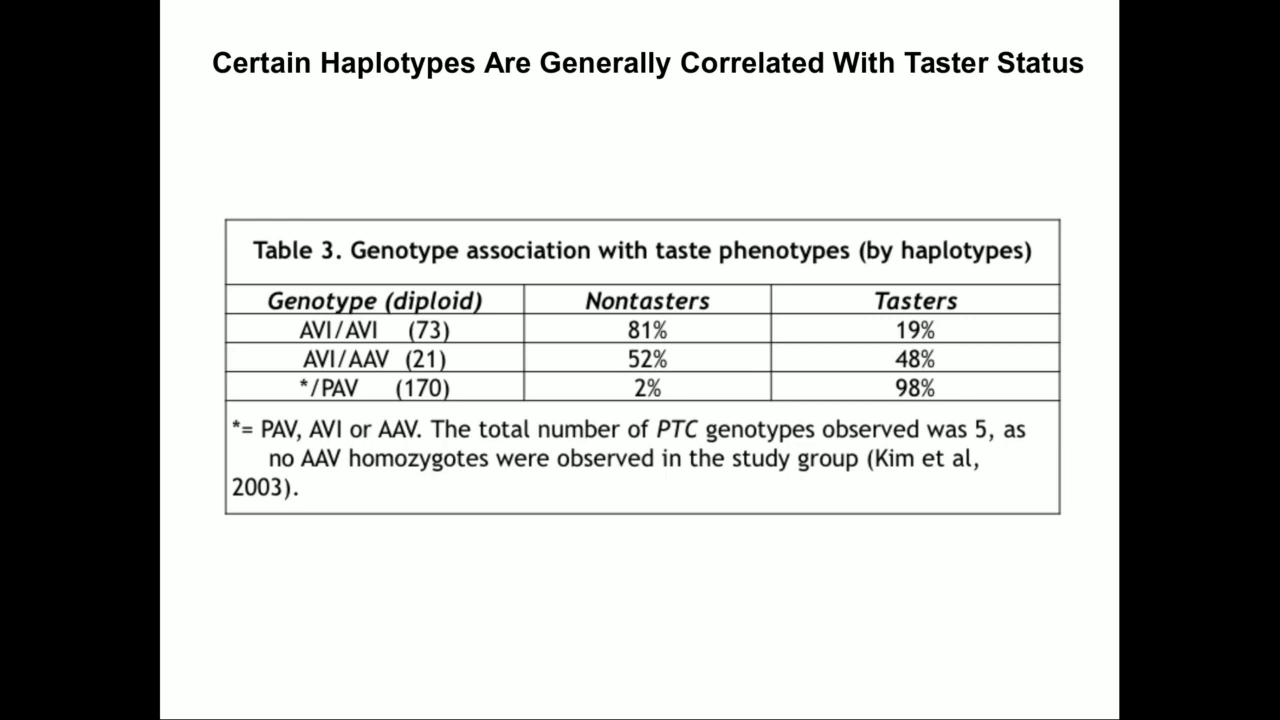 Certain Haplotypes Are Generally Correlated With Taster Status
Table 3. Genotype association with taste phenotypes (by haplotypes)
Genotype (diploid) Nontasters Tasters
AVI/AVI (73) 81% 19%
AVI/AAV (21) 52% 48%
*/PAV (170) 2% 98%
*= PAV, AVI or AAV. The total number of PTC genotypes observed was 5, as
no AAV homozygotes were observed in the study group (Kim et al,
2003).